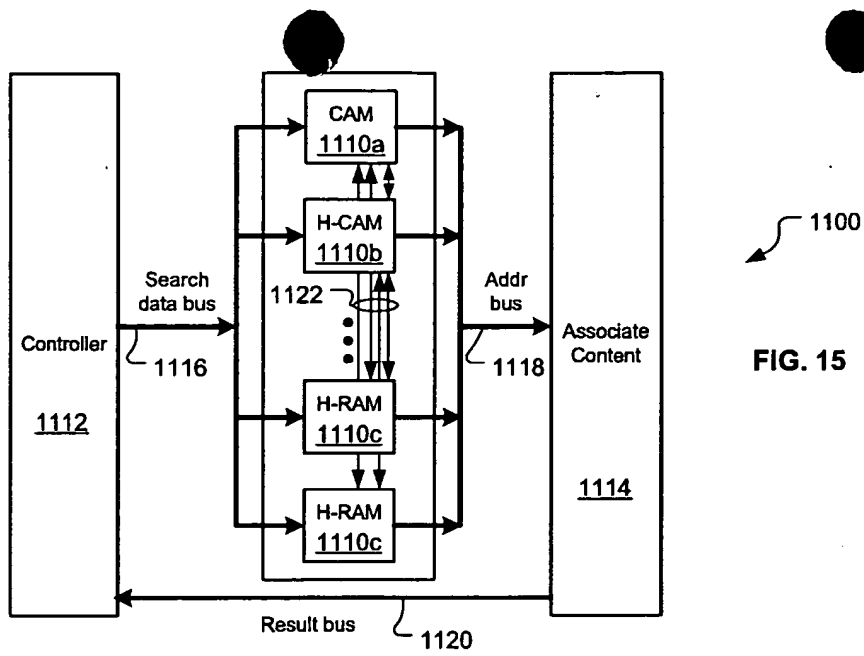 CAM
1110a
H-CAM
1110b
1122
H-RAM
1110c
H-RAM
1110c
Controller
1112
Search
data bus
1116
Addr
bus
1118
Associate
Content
1114
Result bus
1120
1100
FIG. 15